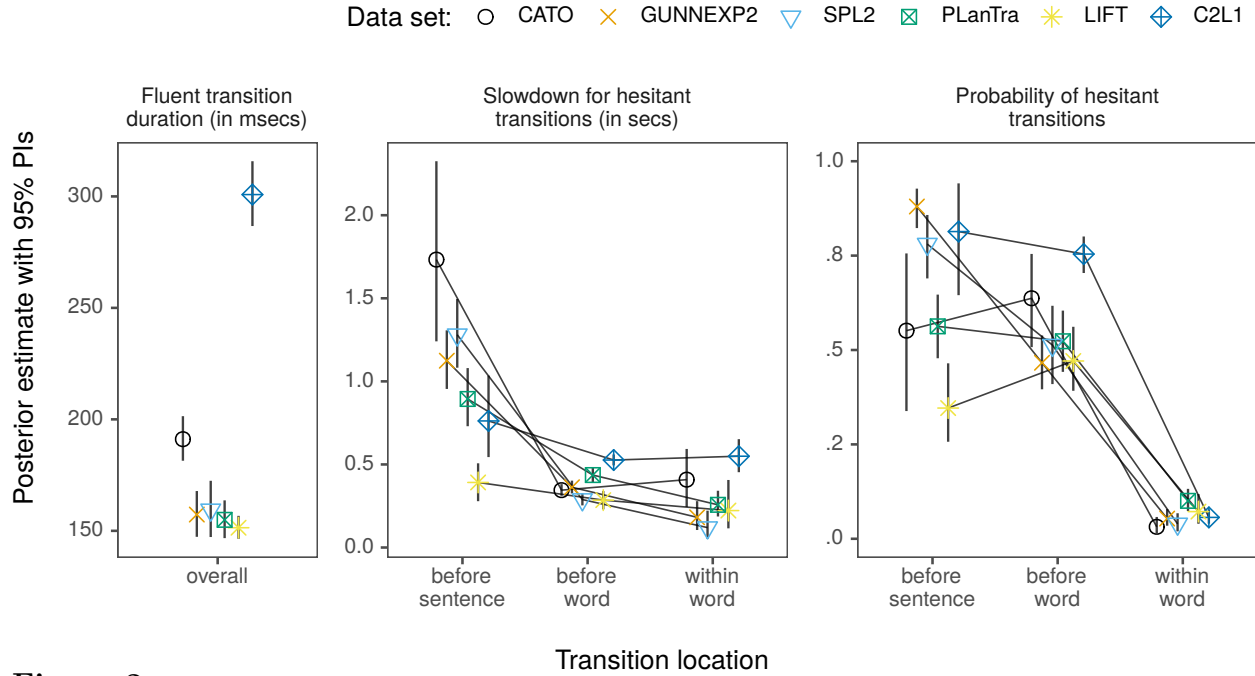 Data set: CATO GUNNEXP2 SPL2 PLanTra LIFT C2L1
Fluent transition
duration (in msecs)
Slowdown for hesitant
transitions (in secs)
Probability of hesitant
transitions
Posterior estimate with 95% PIs
300
250
200
150
2.0
1.5
1.0
0.5
0.0
1.0
.8
.5
.2
.0
overall
before
sentence
before
word
within
word
before
sentence
before
word
within
word
Transition location